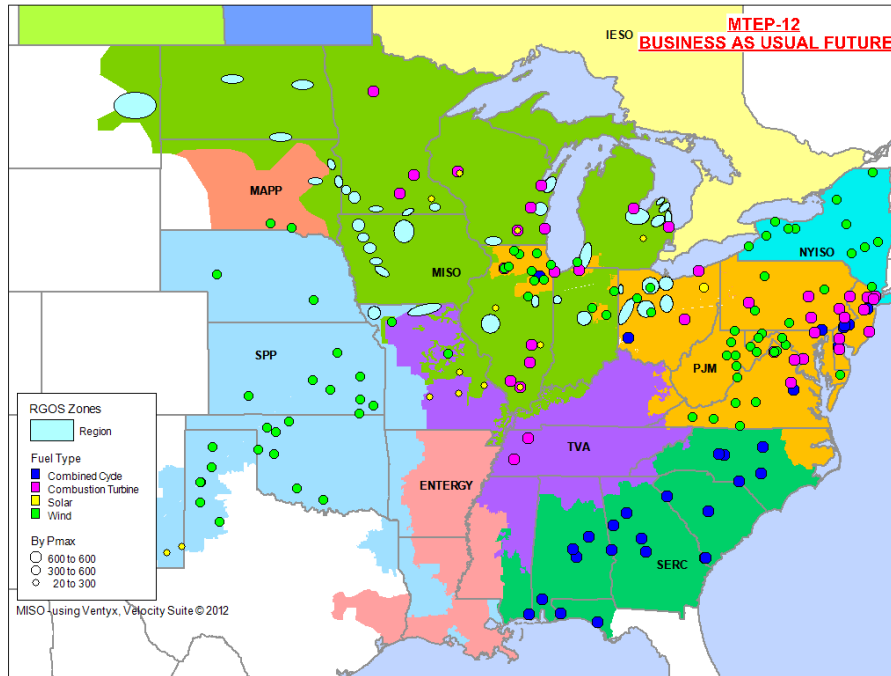 MTEP-12
BUSINESS AS USUAL FUTURE
IESO
MAPP
NYISO
MISO
SPP
PJM
RGOS Zones
Region
Fuel Type
Combined Cycle
Combustion Turbine
Solar
Wind
By Pmax
600 to 600
300 to 600
20 to 300
TVA
ENTERGY
SERC
MISO - using Ventyx, Velocity Suite © 2012